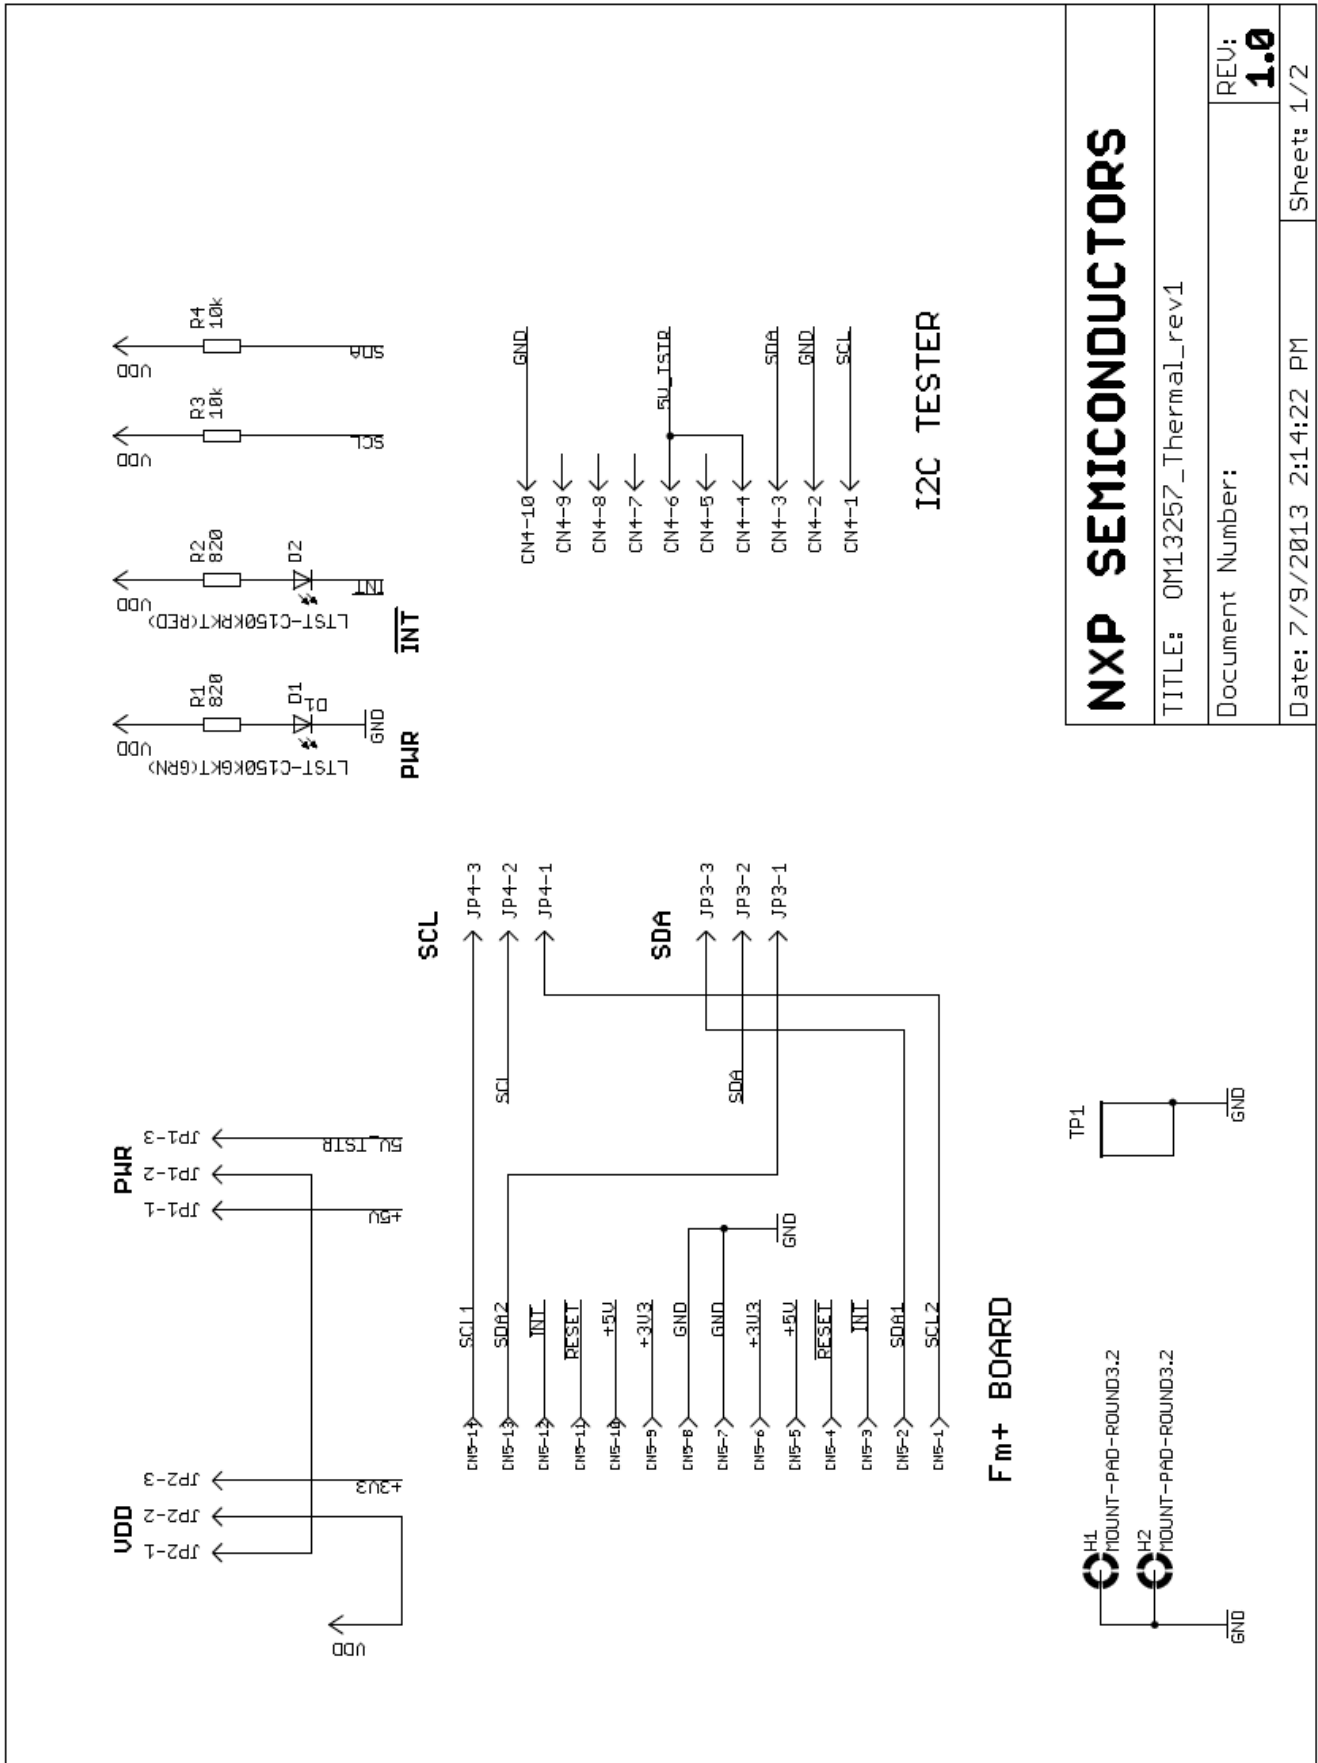 VDD
JP2-1
JP2-2
JP2-3
+3V3
VDD
PWR
JP1-1
JP1-2
JP1-3
+5V
5V_TSTR
VDD
R1
820
D1
D1
LTST-C150KGKT(GRN)
GND
PWR
VDD
R2
820
D2
LTST-C150KRKT(RED)
INT
INT
VDD
R3
10k
SCL
VDD
R4
10k
SDA
CN5-14 SCL1
CN5-13 SDA2
CN5-12 INT
CN5-11 RESET
CN5-10 +5V
CN5-9 +3V3
CN5-8 GND
CN5-7 GND
CN5-6 +3V3
CN5-5 +5V
CN5-4 RESET
CN5-3 INT
CN5-2 SDA1
CN5-1 SCL2
GND
Fm+ BOARD
SCL
JP4-3
SCL JP4-2
JP4-1
SDA
JP3-3
SDA JP3-2
JP3-1
CN4-10 GND
CN4-9
CN4-8
CN4-7
CN4-6 5V_TSTR
CN4-5
CN4-4
CN4-3 SDA
CN4-2 GND
CN4-1 SCL
I2C TESTER
H1
MOUNT-PAD-ROUND3.2
H2
MOUNT-PAD-ROUND3.2
GND
TP1
GND
NXP SEMICONDUCTORS
TITLE: OM13257_Thermal_rev1
Document Number:
REV:
1.0
Date: 7/9/2013 2:14:22 PM
Sheet: 1/2